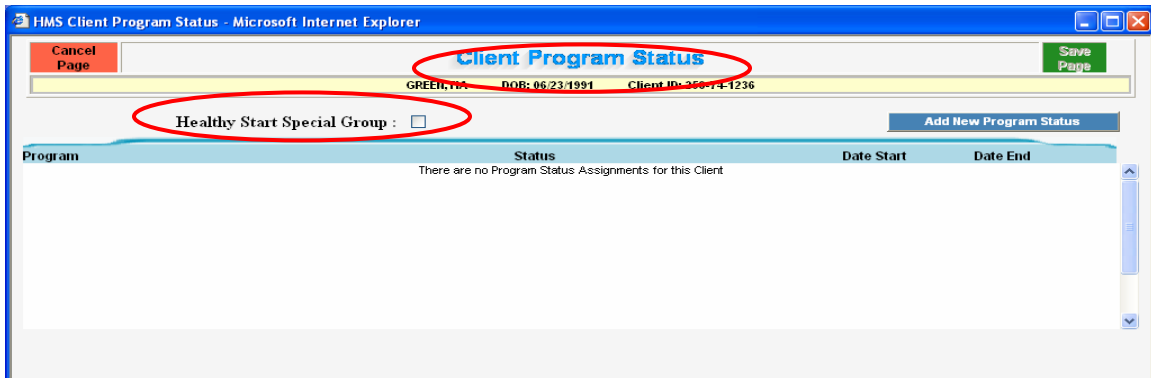 HMS Client Program Status - Microsoft Internet Explorer
Cancel Page
Client Program Status
Save Page
GREEN, DOB: 06/23/1991 Client ID:
Healthy Start Special Group :
Add New Program Status
Program Status Date Start Date End
There are no Program Status Assignments for this Client